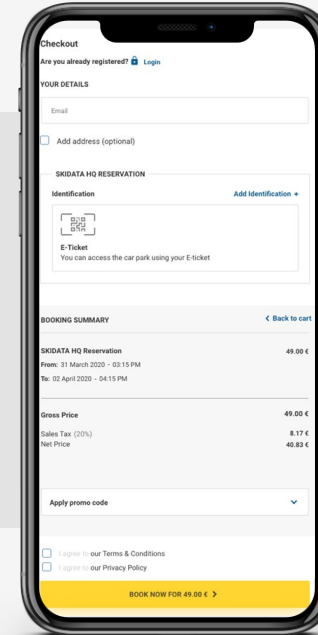 Checkout
Are you already registered? Login
YOUR DETAILS
Email
Add address (optional)
SKIDATA HQ RESERVATION
Identification Add Identification +
E-Ticket
You can access the car park using your E-ticket
BOOKING SUMMARY < Back to cart
SKIDATA HQ Reservation 49.00 €
From: 31 March 2020 - 03:15 PM
To: 02 April 2020 - 04:15 PM
Gross Price 49.00 €
Sales Tax (20%) 8.17 €
Net Price 40.83 €
Apply promo code
I agree to our Terms & Conditions
I agree to our Privacy Policy
BOOK NOW FOR 49.00 € >